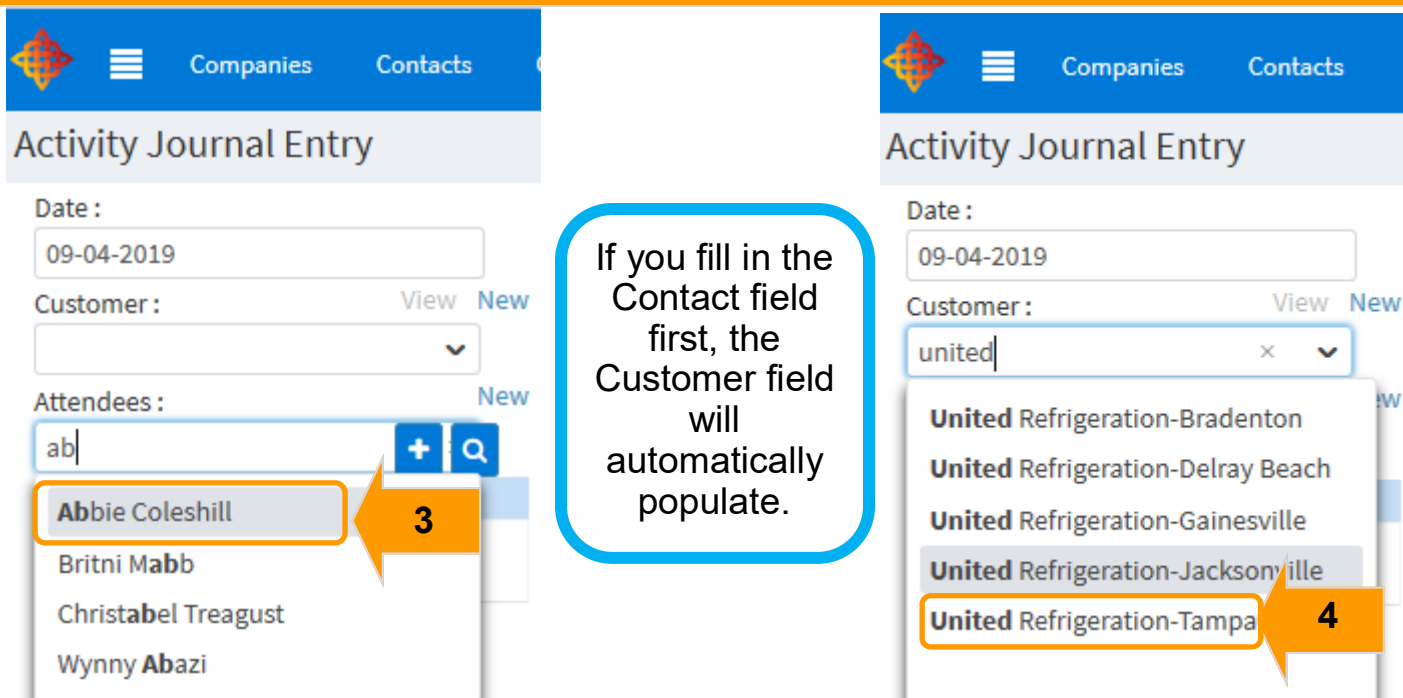 Companies Contacts
Activity Journal Entry
Date :
09-04-2019
Customer : View New
Attendees : New
ab
Abbie Coleshill
3
Britni Mabb
Christabel Treagust
Wynny Abazi
If you fill in the
Contact field
first, the
Customer field
will
automatically
populate.
Companies Contacts
Activity Journal Entry
Date :
09-04-2019
Customer : View New
united
ew
United Refrigeration-Bradenton
United Refrigeration-Delray Beach
United Refrigeration-Gainesville
United Refrigeration-Jacksonville
United Refrigeration-Tampa
4